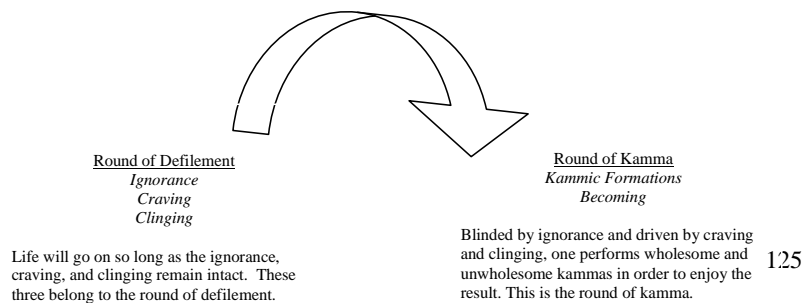 Round of Defilement
Ignorance
Craving
Clinging
Life will go on so long as the ignorance,
craving, and clinging remain intact. These
three belong to the round of defilement.
Round of Kamma
Kammic Formations
Becoming
Blinded by ignorance and driven by craving
and clinging, one performs wholesome and
unwholesome kammas in order to enjoy the
result. This is the round of kamma.
125